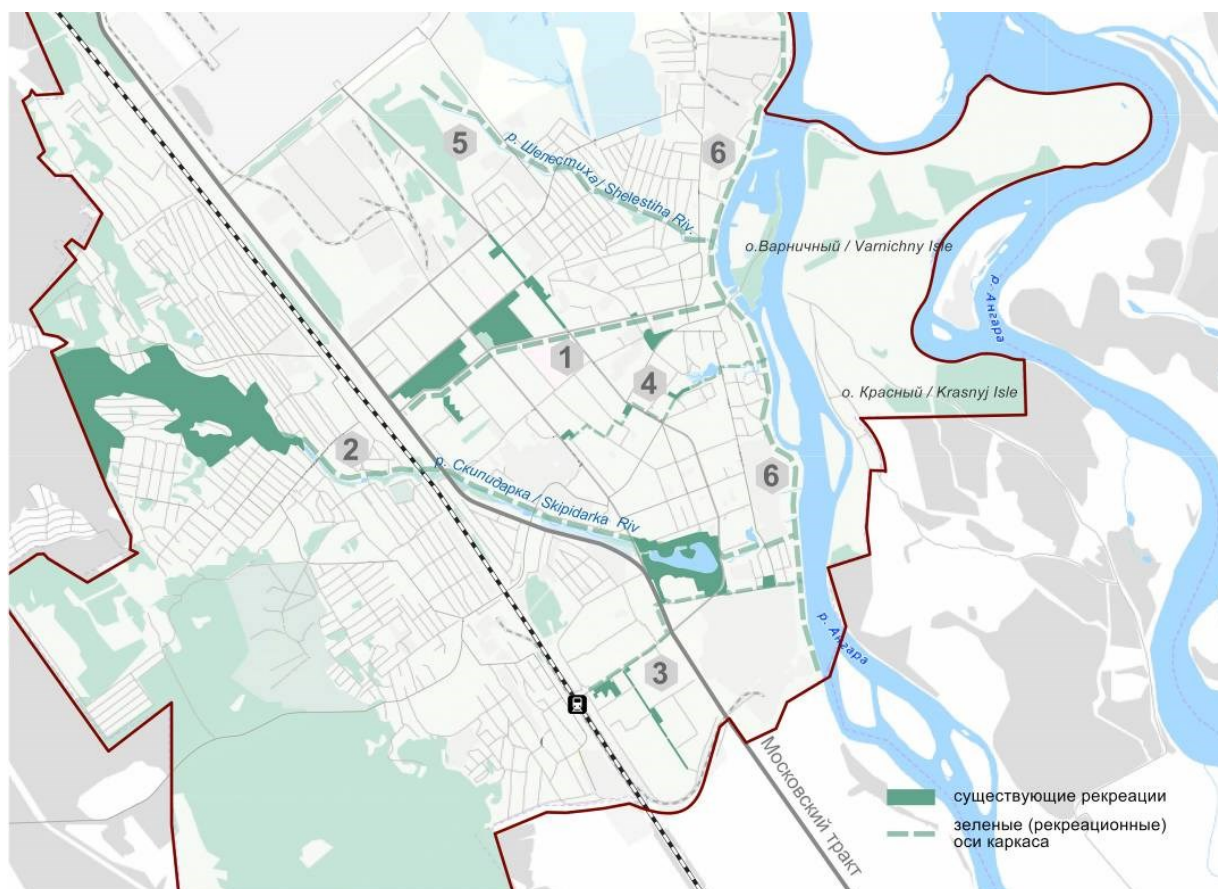 5
6
р. Шелестиха / Shelestiha Riv.
о.Варничный / Varnichny Isle
р. Ангара
1
4
о. Красный / Krasnyj Isle
2
р. Скипидарка / Skipidarka Riv
6
р. Ангара
3
Московский тракт
существующие рекреации
зеленые (рекреационные)
оси каркаса